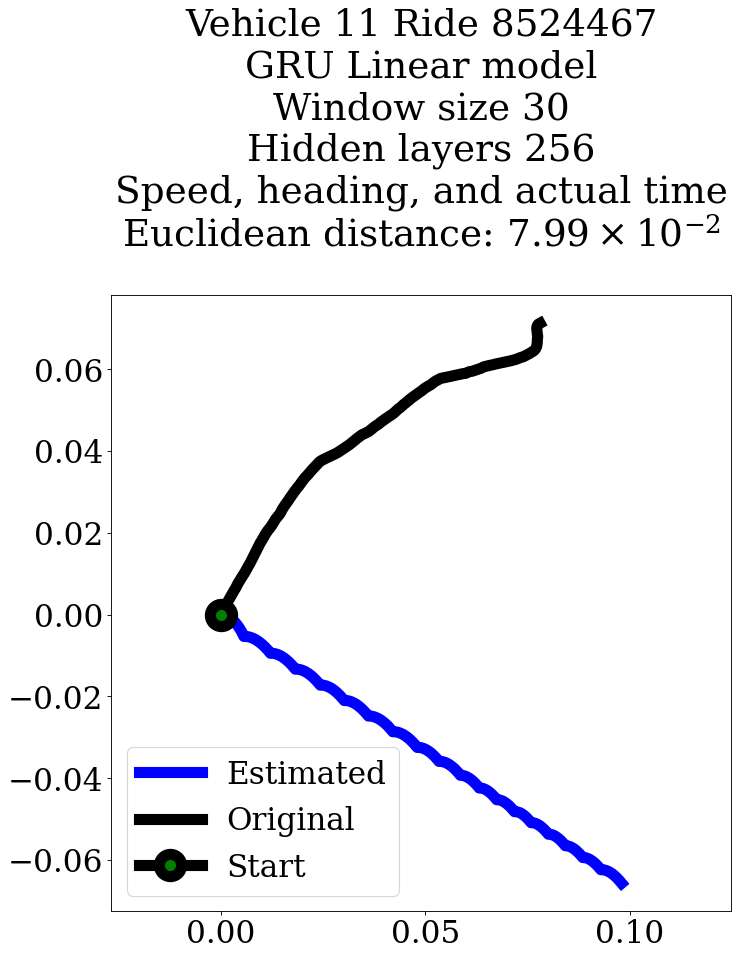 Vehicle 11 Ride 8524467
GRU Linear model
Window size 30
Hidden layers 256
Speed, heading, and actual time
Euclidean distance: 7.99 × 10⁻²
0.06
0.04
0.02
0.00
−0.02
−0.04
−0.06
Estimated
Original
Start
0.00 0.05 0.10